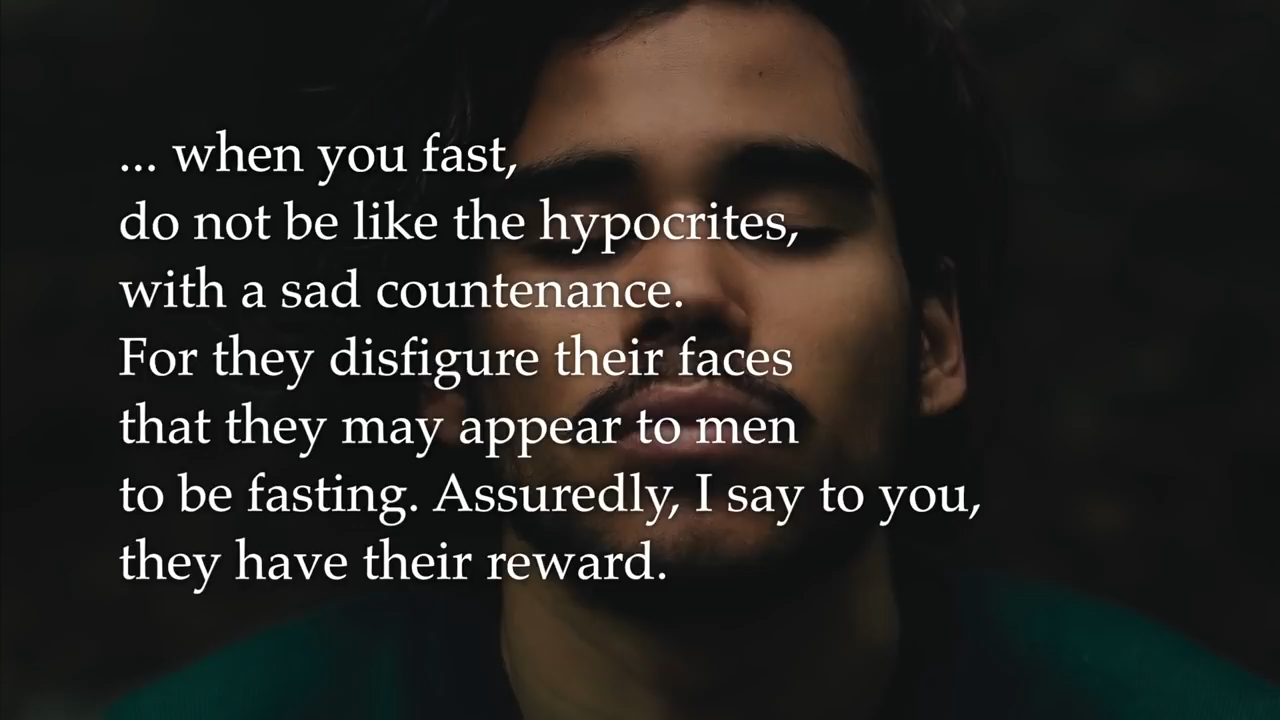 ... when you fast,
do not be like the hypocrites,
with a sad countenance.
For they disfigure their faces
that they may appear to men
to be fasting. Assuredly, I say to you,
they have their reward.